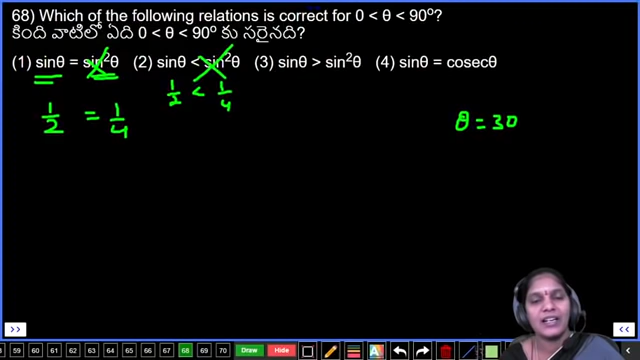 68) Which of the following relations is correct for 0 < θ < 90°?
కింది వాటిలో ఏది 0 < θ < 90° కు సరైనది?
(1) sinθ = sin²θ (2) sinθ < sin²θ (3) sinθ > sin²θ (4) sinθ = cosecθ
1/2 < 1/4
1/2 = 1/4
θ = 30
>> 59 60 61 62 63 64 65 66 67 68 69 70 Draw Hide A >>